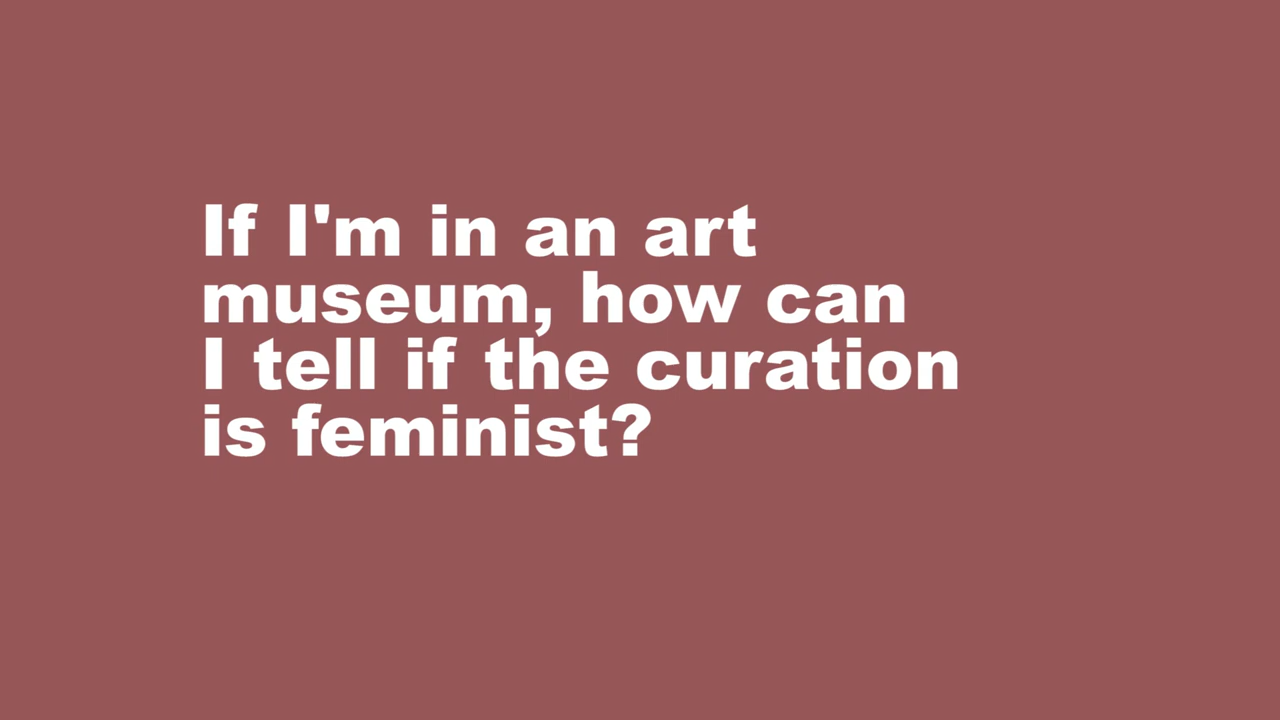 If I'm in an art
museum, how can
I tell if the curation
is feminist?